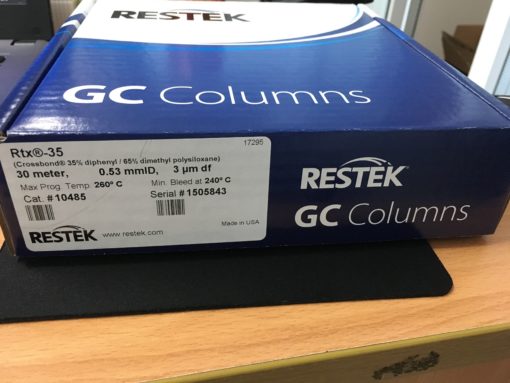 RESTEK
GC Columns
17295
Rtx®-35
(Crossbond® 35% diphenyl / 65% dimethyl polysiloxane)
30 meter, 0.53 mmID, 3 µm df
Max Prog. Temp. 260º C Min. Bleed at 240º C
Cat. # 10485 Serial # 1505843
RESTEK www.restek.com Made in USA
RESTEK
GC Columns